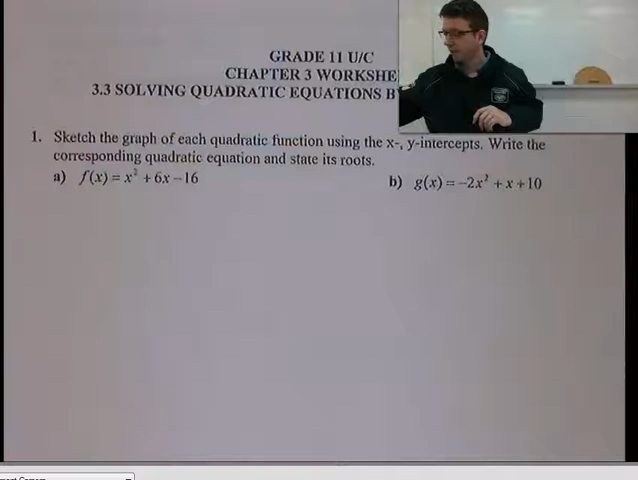 GRADE 11 U/C
CHAPTER 3 WORKSHE
3.3 SOLVING QUADRATIC EQUATIONS B
1. Sketch the graph of each quadratic function using the x-, y-intercepts. Write the
corresponding quadratic equation and state its roots.
a) f(x) = x² + 6x − 16
b) g(x) = −2x² + x + 10